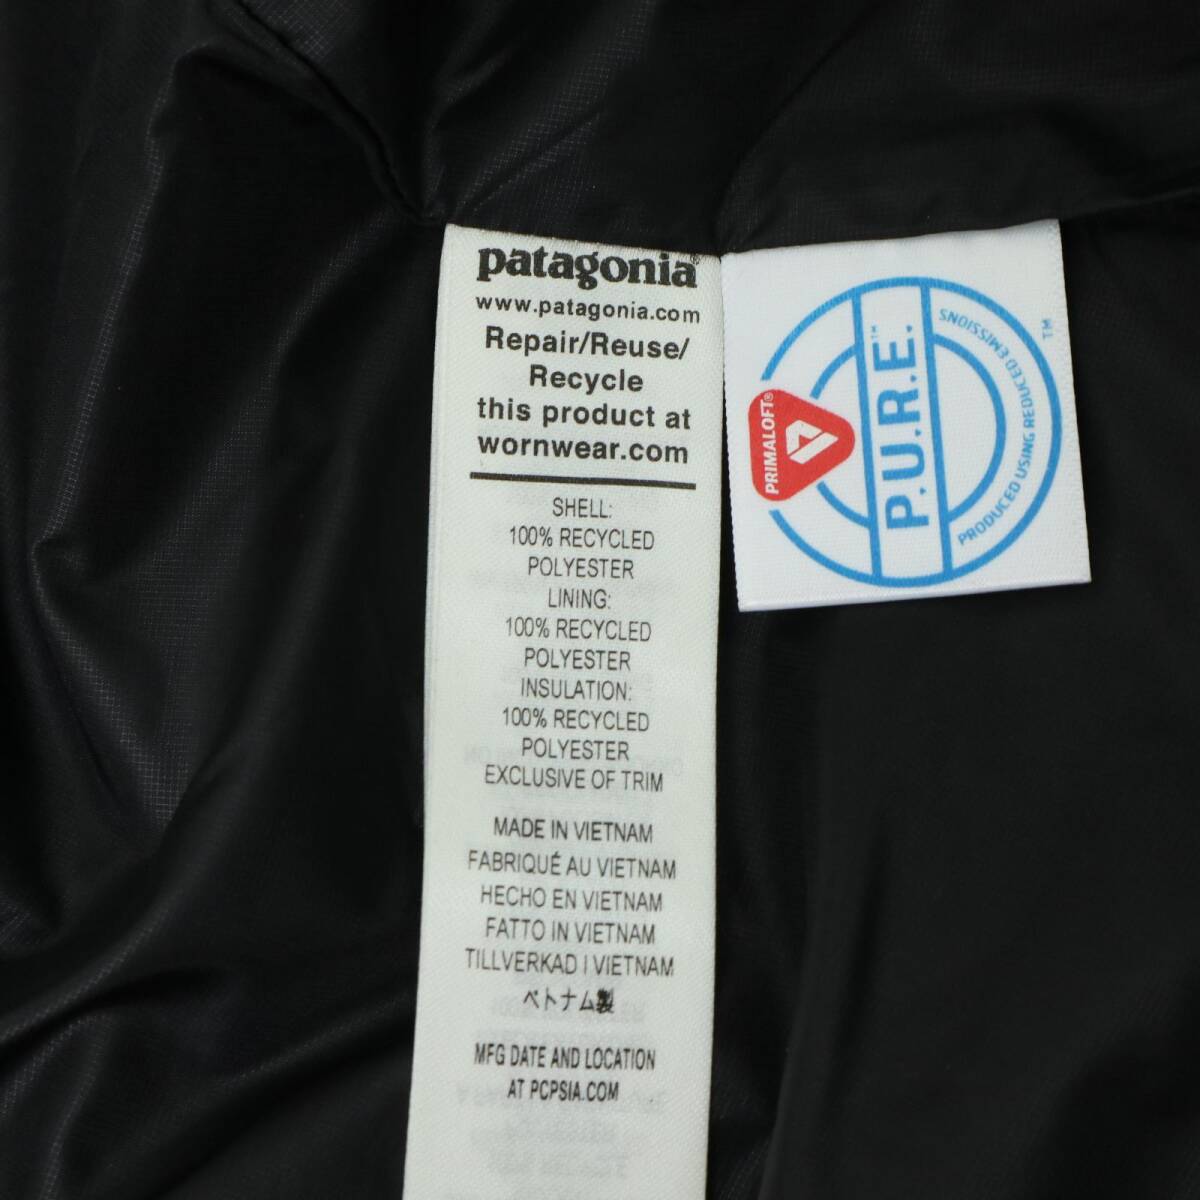 patagonia®
www.patagonia.com
Repair/Reuse/
Recycle
this product at
wornwear.com
SHELL:
100% RECYCLED
POLYESTER
LINING:
100% RECYCLED
POLYESTER
INSULATION:
100% RECYCLED
POLYESTER
EXCLUSIVE OF TRIM
MADE IN VIETNAM
FABRIQUÉ AU VIETNAM
HECHO EN VIETNAM
FATTO IN VIETNAM
TILLVERKAD I VIETNAM
ベトナム製
MFG DATE AND LOCATION
AT PCPSIA.COM
PRIMALOFT®
P.U.R.E.™
PRODUCED USING REDUCED EMISSIONS
™